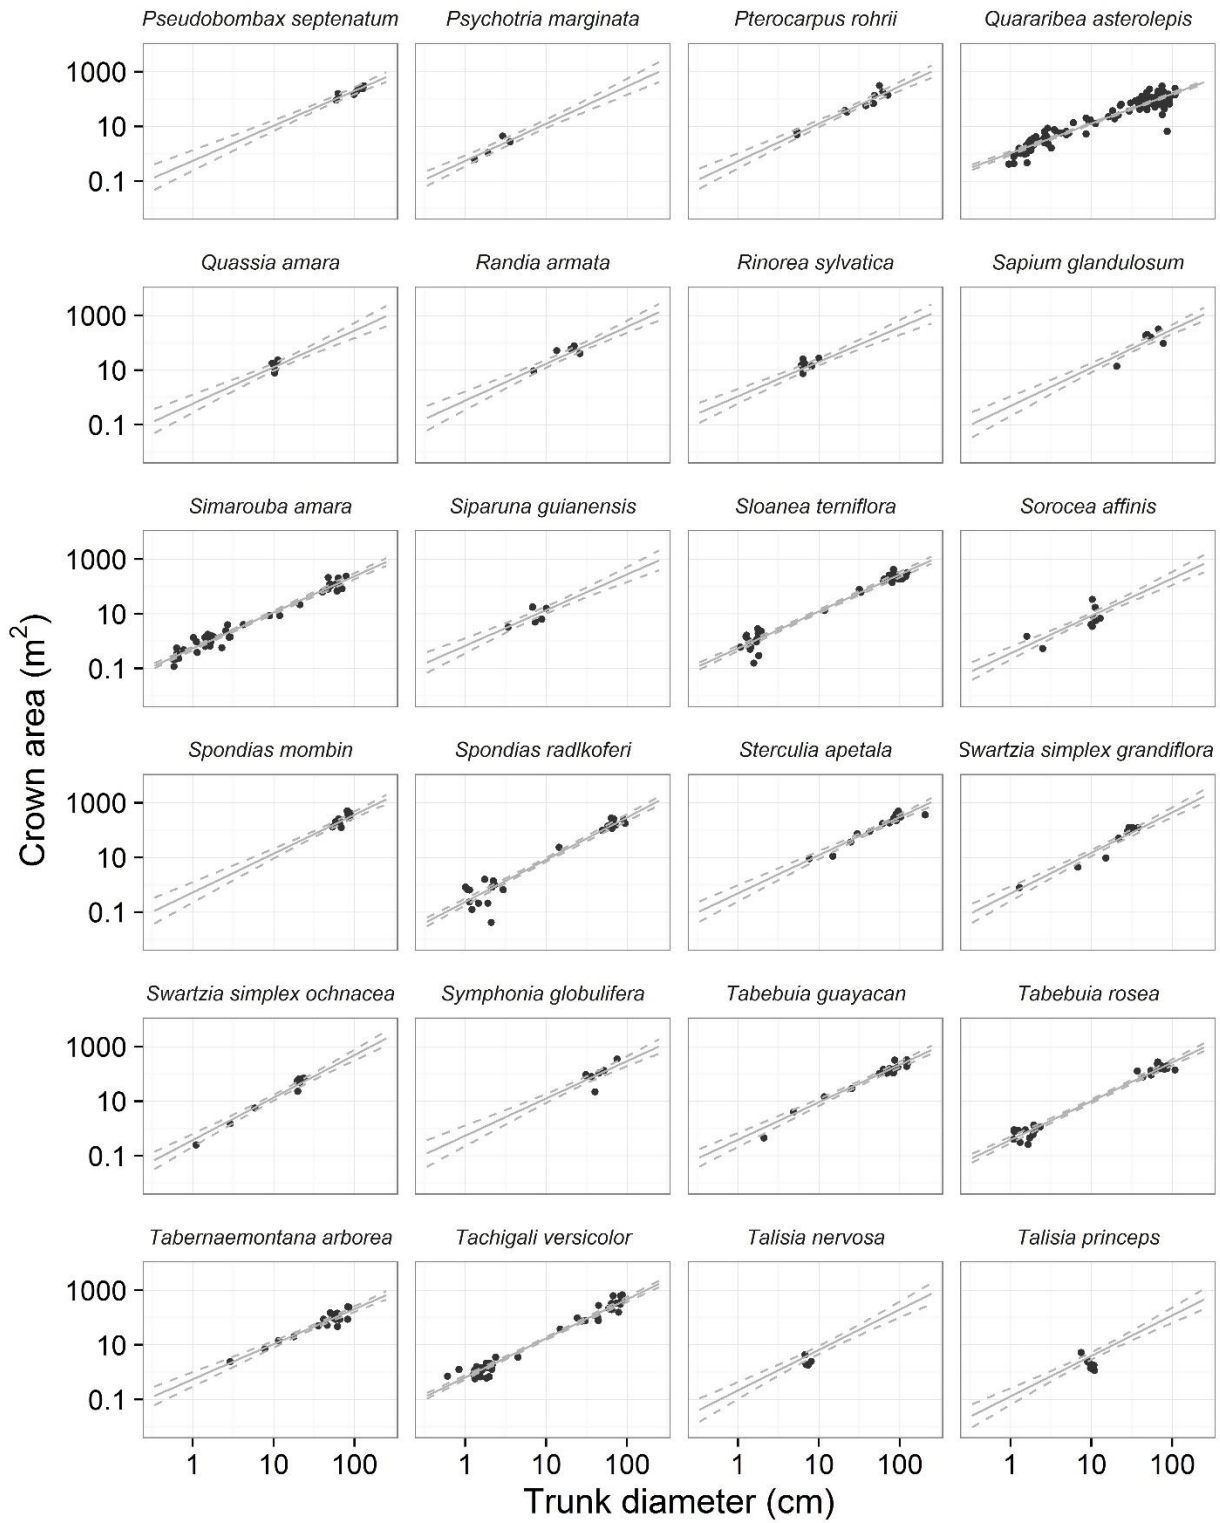 Pseudobombax septenatum Psychotria marginata Pterocarpus rohrii Quararibea asterolepis
1000
10
0.1
Quassia amara Randia armata Rinorea sylvatica Sapium glandulosum
1000
10
0.1
Simarouba amara Siparuna guianensis Sloanea terniflora Sorocea affinis
1000
10
0.1
Crown area (m²)
Spondias mombin Spondias radlkoferi Sterculia apetala Swartzia simplex grandiflora
1000
10
0.1
Swartzia simplex ochnacea Symphonia globulifera Tabebuia guayacan Tabebuia rosea
1000
10
0.1
Tabernaemontana arborea Tachigali versicolor Talisia nervosa Talisia princeps
1000
10
0.1
1 10 100 1 10 100 1 10 100 1 10 100
Trunk diameter (cm)